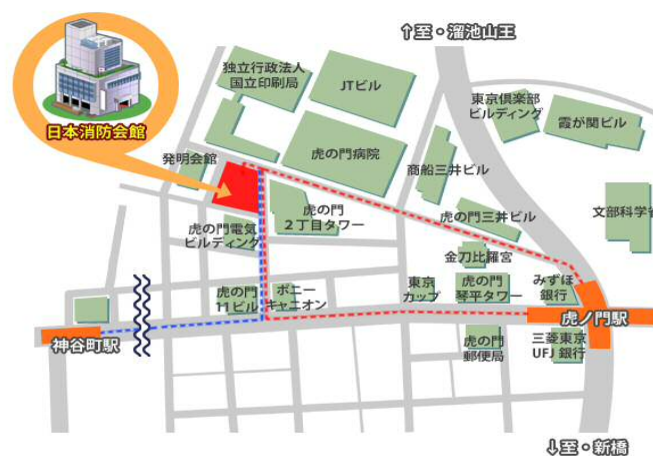 ↑至・溜池山王
独立行政法人
国立印刷局
JTビル
東京倶楽部
ビルディング
霞が関ビル
日本消防会館
発明会館
虎の門病院
商船三井ビル
虎の門
2丁目タワー
虎の門三井ビル
文部科学省
虎の門電気
ビルディング
金刀比羅宮
虎の門
11ビル
ポニー
キャニオン
東京
カップ
虎の門
琴平タワー
みずほ
銀行
虎ノ門駅
神谷町駅
虎の門
郵便局
三菱東京
UFJ 銀行
↓至・新橋